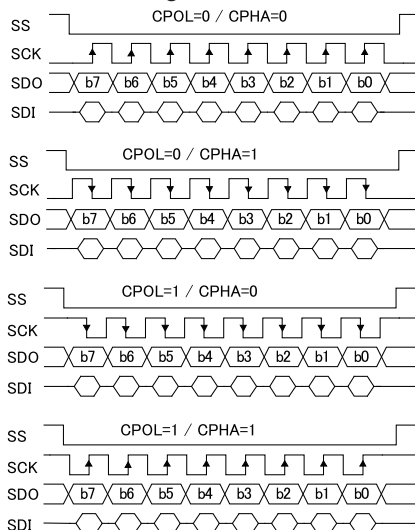 CPOL=0 / CPHA=0
SS
SCK
SDO b7 b6 b5 b4 b3 b2 b1 b0
SDI
CPOL=0 / CPHA=1
SS
SCK
SDO b7 b6 b5 b4 b3 b2 b1 b0
SDI
CPOL=1 / CPHA=0
SS
SCK
SDO b7 b6 b5 b4 b3 b2 b1 b0
SDI
CPOL=1 / CPHA=1
SS
SCK
SDO b7 b6 b5 b4 b3 b2 b1 b0
SDI